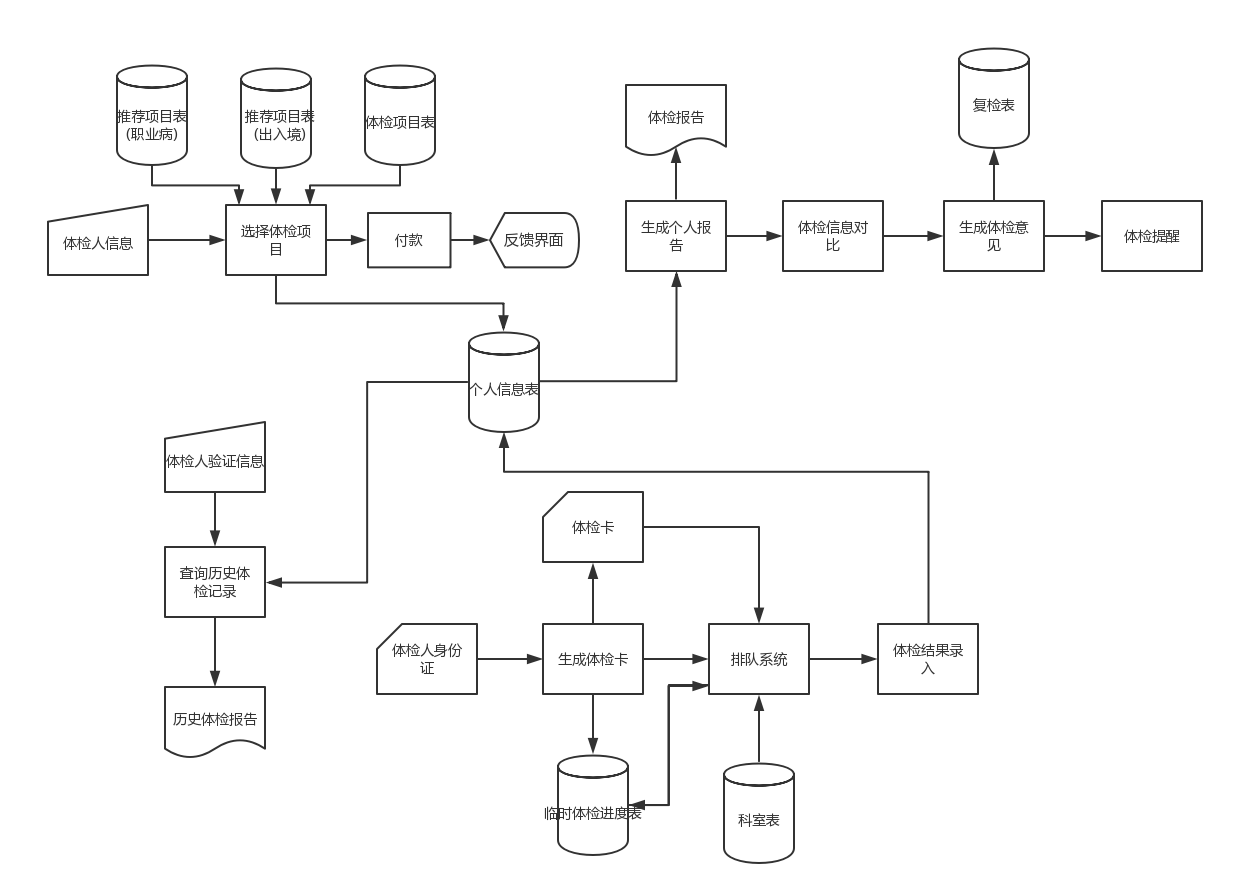 推荐项目表
(职业病)
推荐项目表
(出入境)
体检项目表
体检报告
复检表
体检人信息
选择体检项
目
付款
反馈界面
生成个人报
告
体检信息对
比
生成体检意
见
体检提醒
个人信息表
体检人验证信息
体检卡
查询历史体
检记录
体检人身份
证
生成体检卡
排队系统
体检结果录
入
历史体检报告
临时体检进度表
科室表